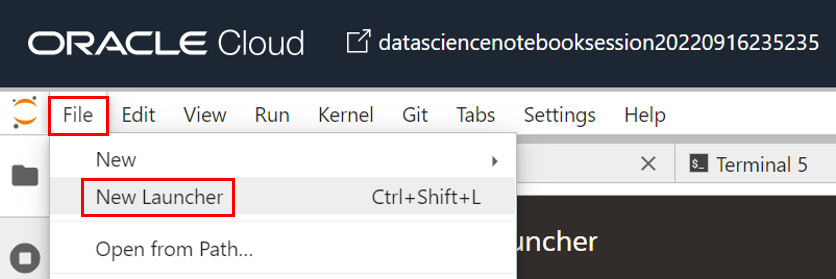 ORACLE Cloud datasciencenotebooksession20220916235235
File Edit View Run Kernel Git Tabs Settings Help
New
Terminal 5
New Launcher Ctrl+Shift+L
Open from Path...